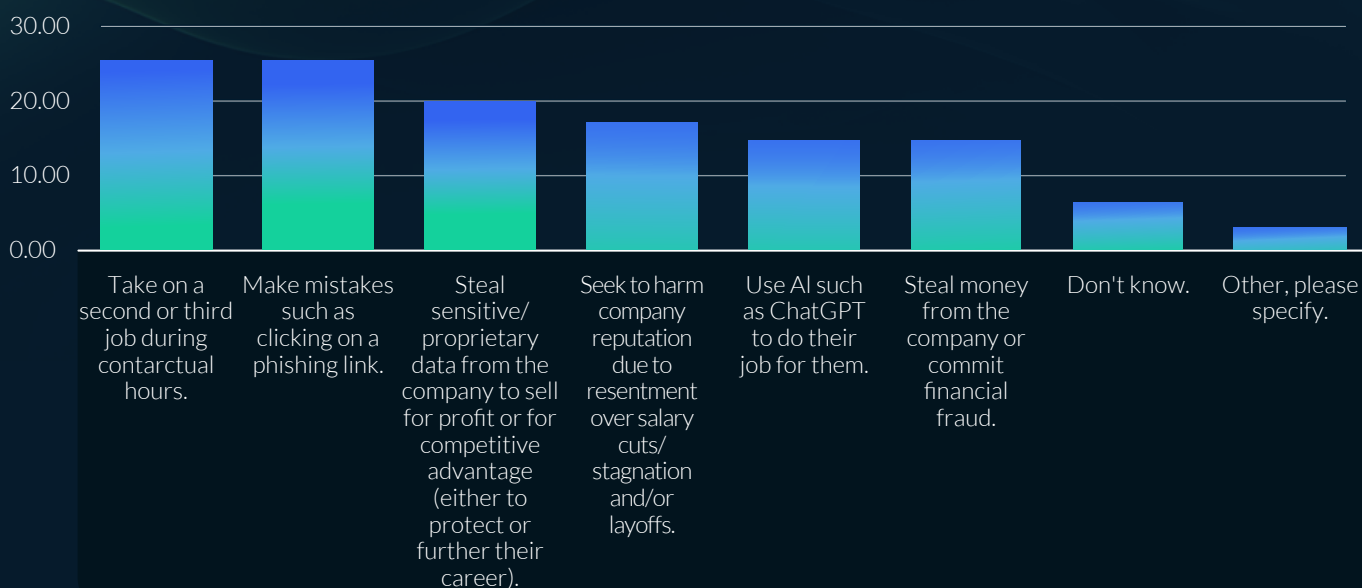 30.00
20.00
10.00
0.00
Take on a
second or third
job during
contarctual
hours.
Make mistakes
such as
clicking on a
phishing link.
Steal
sensitive/
proprietary
data from the
company to sell
for profit or for
competitive
advantage
(either to
protect or
further their
career).
Seek to harm
company
reputation
due to
resentment
over salary
cuts/
stagnation
and/or
layoffs.
Use AI such
as ChatGPT
to do their
job for them.
Steal money
from the
company or
commit
financial
fraud.
Don't know.
Other, please
specify.